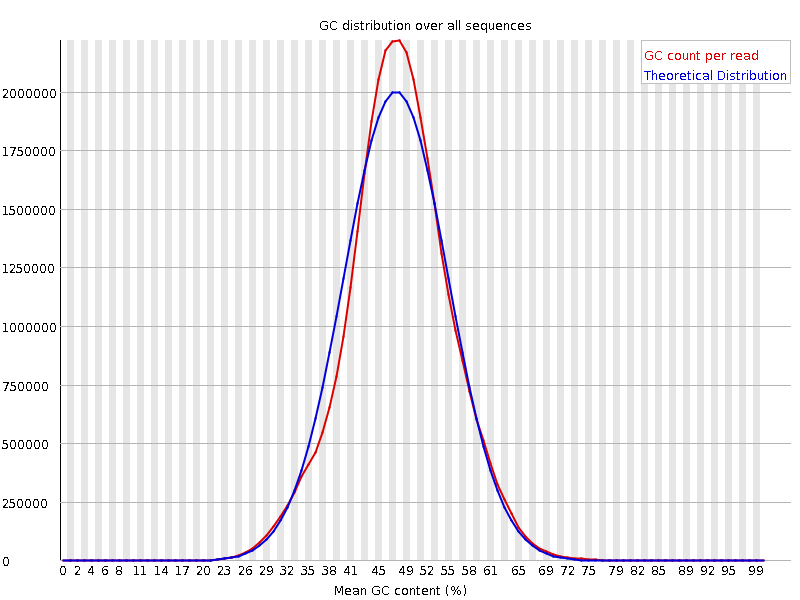 GC distribution over all sequences
GC count per read
Theoretical Distribution
2000000
1750000
1500000
1250000
1000000
750000
500000
250000
0
0 2 4 6 8 11 14 17 20 23 26 29 32 35 38 41 45 49 52 55 58 61 65 69 72 75 79 82 85 89 92 95 99
Mean GC content (%)